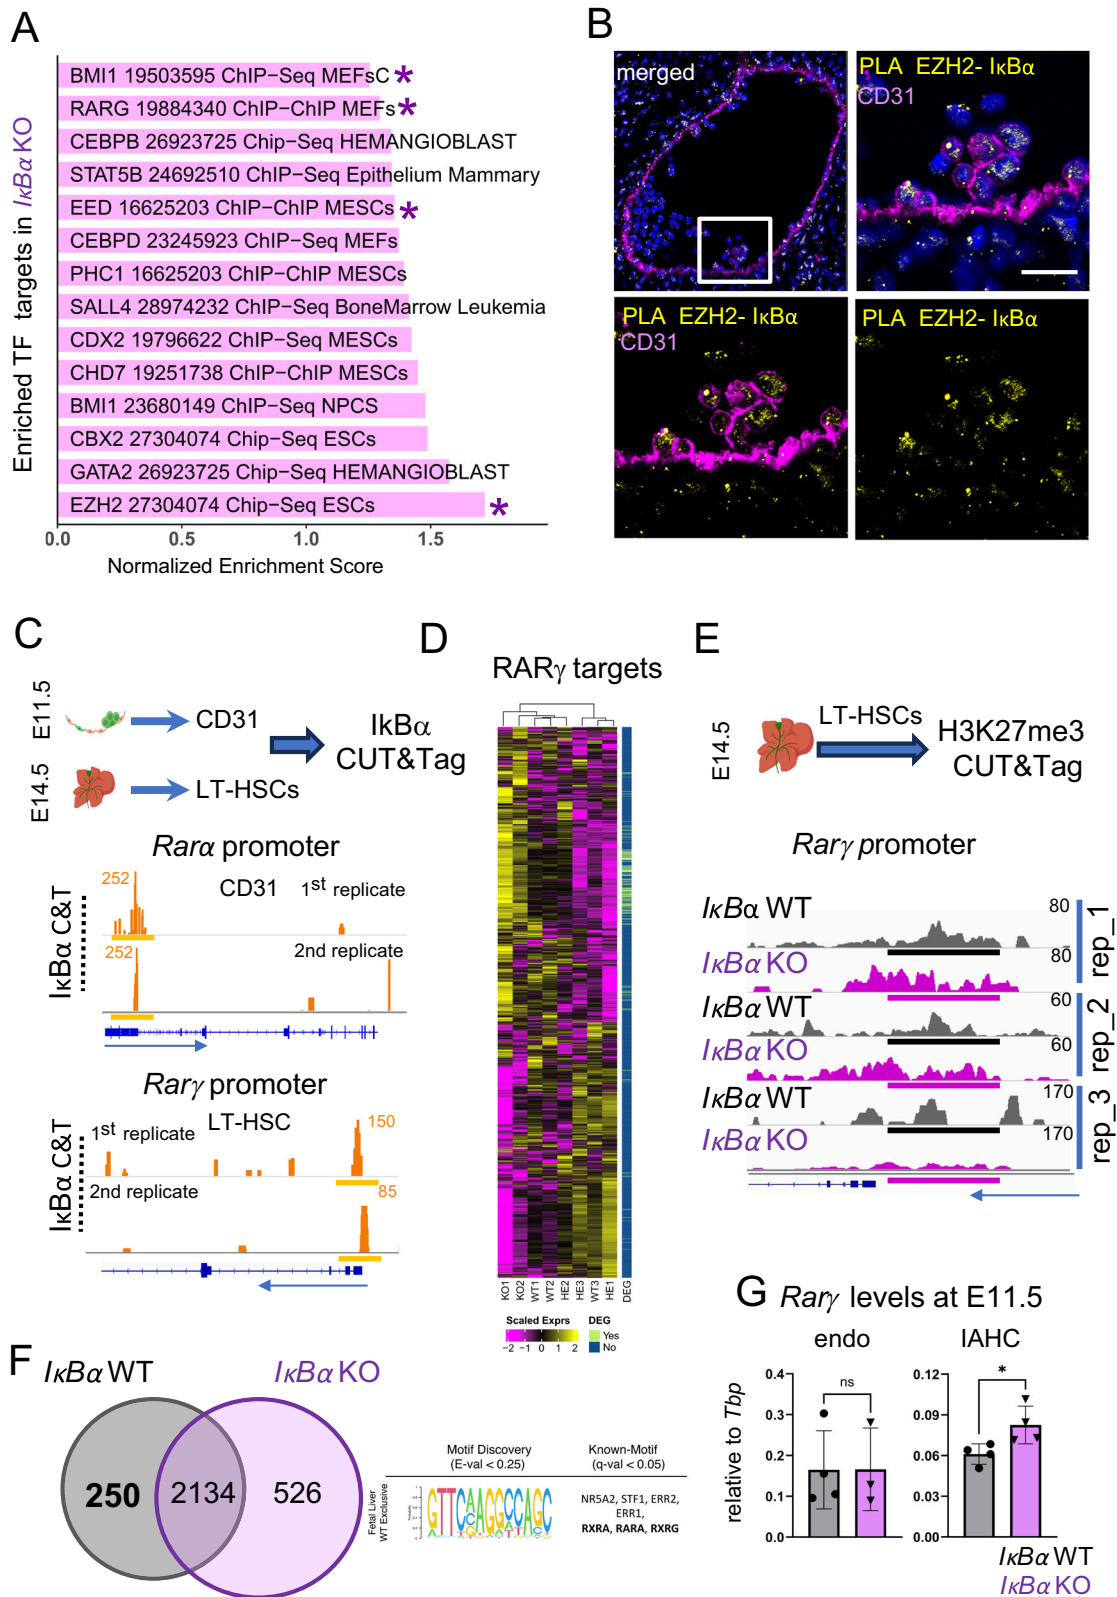 A
Enriched TF targets in IκBα KO
BMI1 19503595 ChIP−Seq MEFsC *
RARG 19884340 ChIP−ChIP MEFs *
CEBPB 26923725 Chip−Seq HEMANGIOBLAST
STAT5B 24692510 ChIP−Seq Epithelium Mammary
EED 16625203 ChIP−ChIP MESCs *
CEBPD 23245923 ChIP−Seq MEFs
PHC1 16625203 ChIP−ChIP MESCs
SALL4 28974232 ChIP−Seq BoneMarrow Leukemia
CDX2 19796622 ChIP−Seq MESCs
CHD7 19251738 ChIP−ChIP MESCs
BMI1 23680149 ChIP−Seq NPCS
CBX2 27304074 Chip−Seq ESCs
GATA2 26923725 Chip−Seq HEMANGIOBLAST
EZH2 27304074 Chip−Seq ESCs *
0.0 0.5 1.0 1.5
Normalized Enrichment Score
B
merged
PLA EZH2- IκBα
CD31
PLA EZH2- IκBα
CD31
PLA EZH2- IκBα
C
E11.5
CD31
E14.5
LT-HSCs
IkBα
CUT&Tag
Rarα promoter
IκBα C&T
252
CD31
1st replicate
252
2nd replicate
Rarγ promoter
LT-HSC
IκBα C&T
1st replicate
150
2nd replicate
85
D
RARγ targets
KO1 KO2 WT1 WT2 HE2 HE3 WT3 HE1 DEG
Scaled Exprs
−2 −1 0 1 2
DEG
Yes
No
E
E14.5
LT-HSCs
H3K27me3
CUT&Tag
Rarγ promoter
IκBα WT
80
IκBα KO
80
rep_1
IκBα WT
60
IκBα KO
60
rep_2
IκBα WT
170
IκBα KO
170
rep_3
F
IκBα WT
IκBα KO
250
2134
526
Motif Discovery
(E-val < 0.25)
Known-Motif
(q-val < 0.05)
Fetal Liver
WT Exclusive
NR5A2, STF1, ERR2,
ERR1,
RXRA, RARA, RXRG
G
Rarγ levels at E11.5
endo
IAHC
relative to Tbp
0.4
0.3
0.2
0.1
0.0
ns
0.12
0.09
0.06
0.03
0.00
*
IκBα WT
IκBα KO